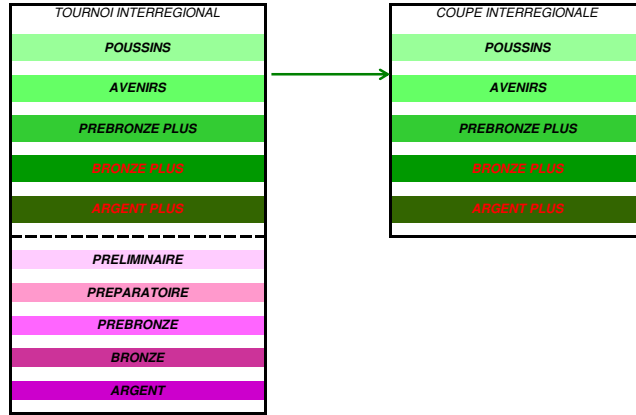 TOURNOI INTERREGIONAL
POUSSINS
AVENIRS
PREBRONZE PLUS
BRONZE PLUS
ARGENT PLUS
PRELIMINAIRE
PREPARATOIRE
PREBRONZE
BRONZE
ARGENT
COUPE INTERREGIONALE
POUSSINS
AVENIRS
PREBRONZE PLUS
BRONZE PLUS
ARGENT PLUS